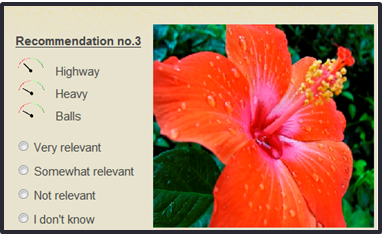 Recommendation no.3
Highway
Heavy
Balls
Very relevant
Somewhat relevant
Not relevant
I don't know